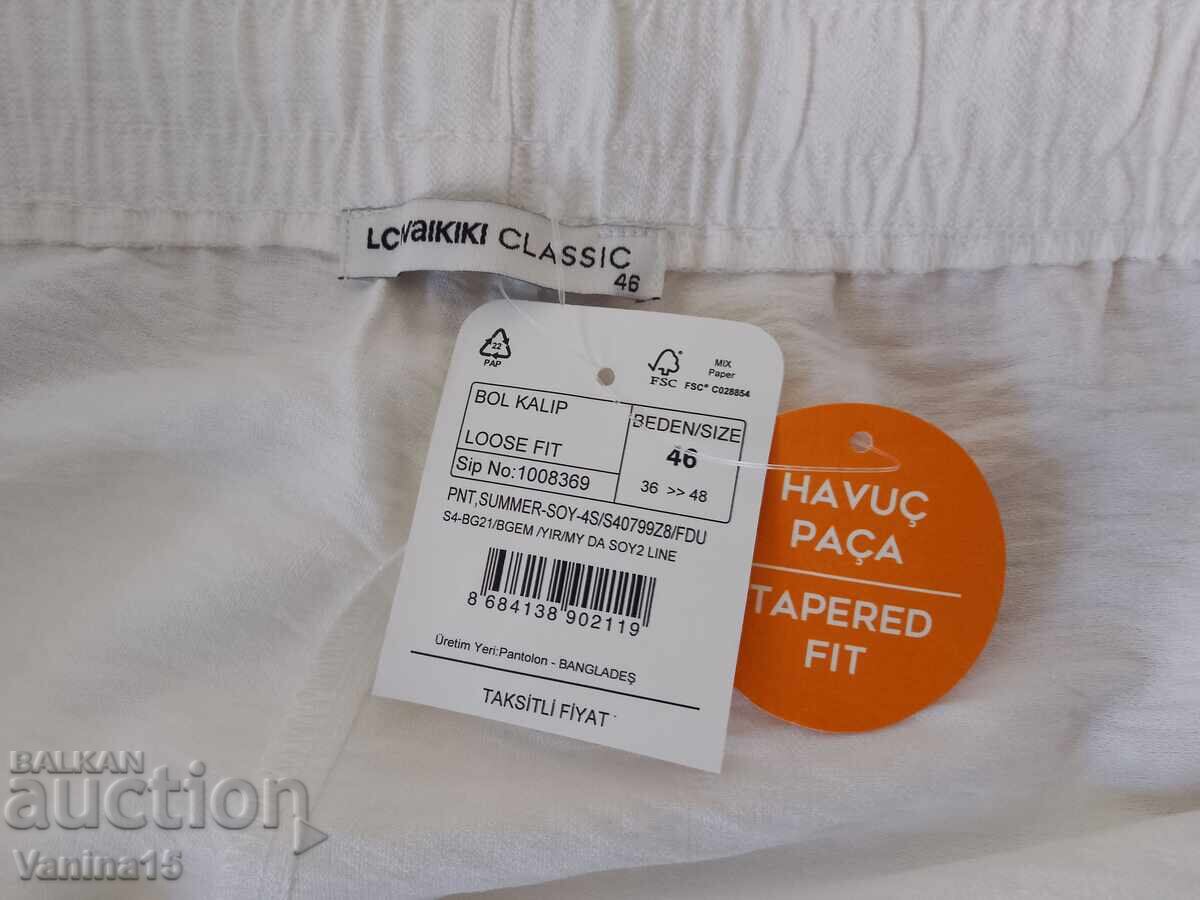 LC Waikiki CLASSIC
46
22
PAP
FSC
MIX
Paper
FSC® C028854
BOL KALIP
LOOSE FIT
Sip No:1008369
BEDEN/SIZE
46
36 >> 48
PNT,SUMMER-SOY-4S/S40799Z8/FDU
S4-BG21/BGEM /YIR/MY DA SOY2 LINE
8 684138 902119
Üretim Yeri:Pantolon - BANGLADEŞ
TAKSİTLİ FİYAT
HAVUÇ
PAÇA
TAPERED
FIT
BALKAN
auction
Vanina15